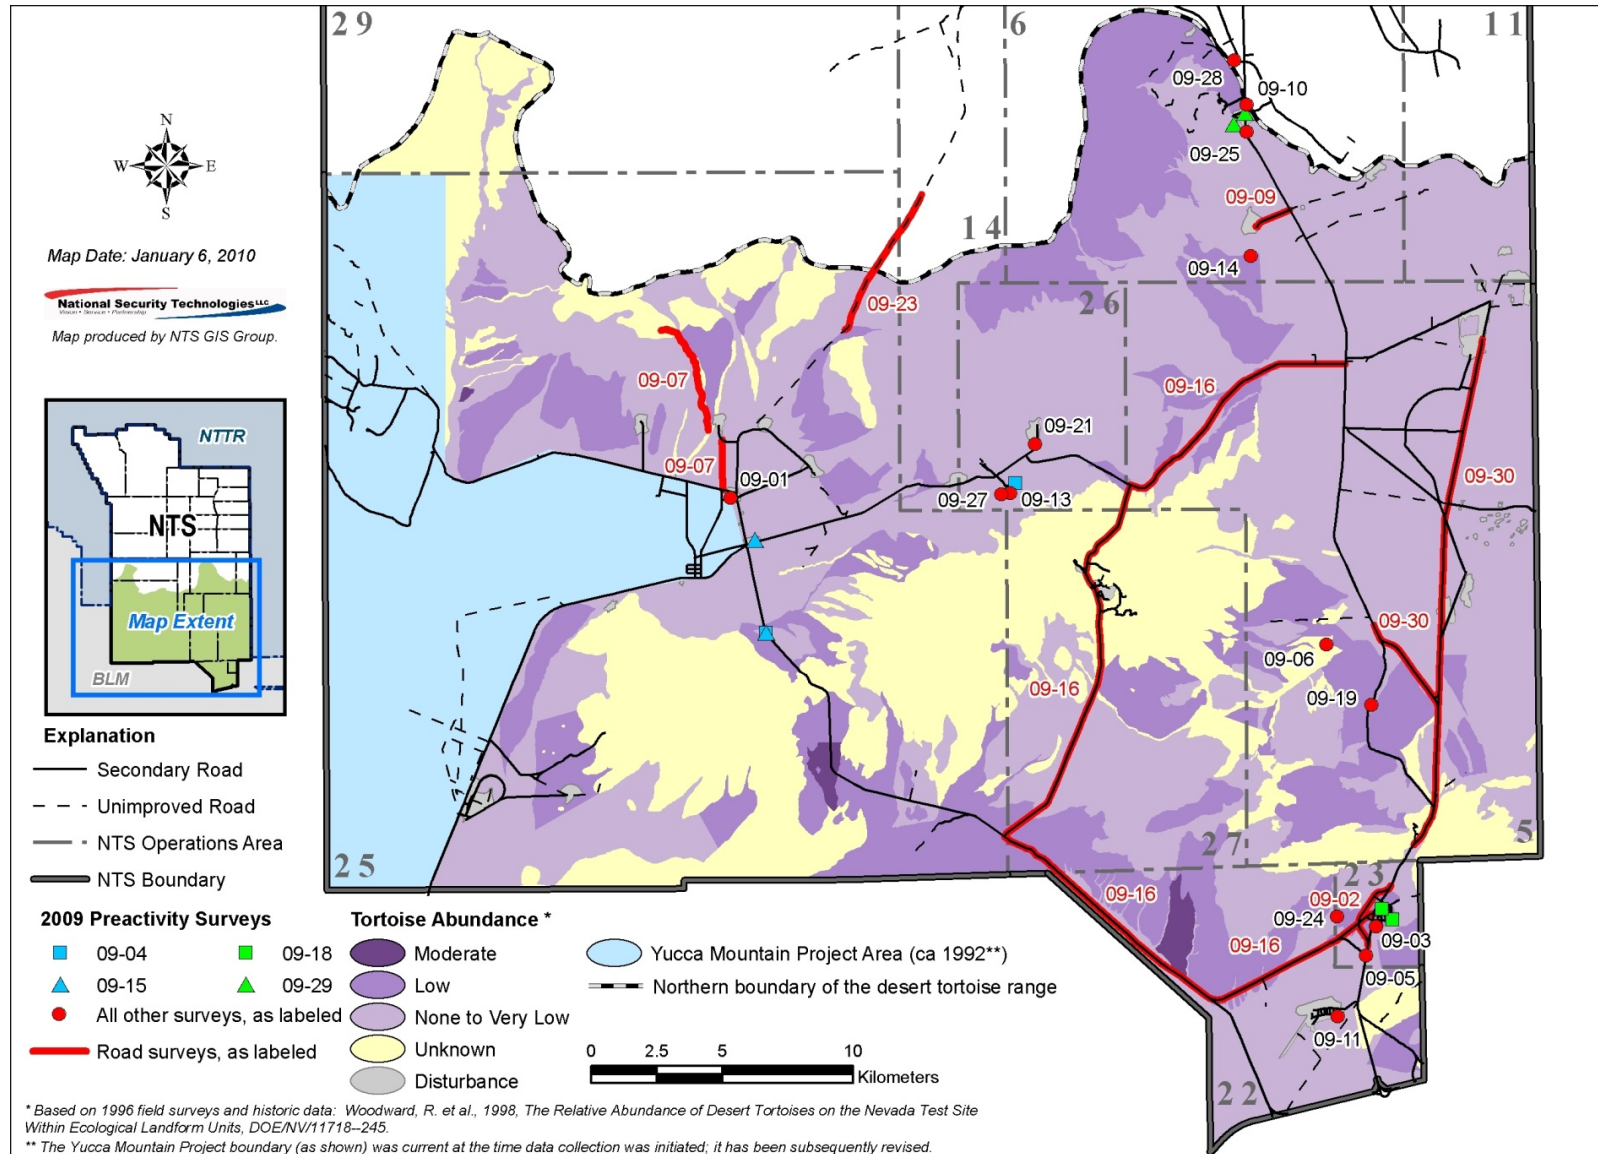 29
6
11
09-28
09-10
09-25
09-09
14
09-14
26
09-23
09-07
09-16
09-21
09-07
09-01
09-27
09-13
09-30
09-30
09-06
09-16
09-19
25
27
5
23
09-16
09-02
09-24
09-16
09-03
09-05
09-11
22
N
W
E
S
Map Date: January 6, 2010
National Security Technologies LLC
Vision • Service • Partnership
Map produced by NTS GIS Group.
NTTR
NTS
Map Extent
BLM
Explanation
Secondary Road
Unimproved Road
NTS Operations Area
NTS Boundary
2009 Preactivity Surveys
09-04
09-18
09-15
09-29
All other surveys, as labeled
Road surveys, as labeled
Tortoise Abundance *
Moderate
Low
None to Very Low
Unknown
Disturbance
Yucca Mountain Project Area (ca 1992**)
Northern boundary of the desert tortoise range
0 2.5 5 10
Kilometers
* Based on 1996 field surveys and historic data: Woodward, R. et al., 1998, The Relative Abundance of Desert Tortoises on the Nevada Test Site
Within Ecological Landform Units, DOE/NV/11718--245.
** The Yucca Mountain Project boundary (as shown) was current at the time data collection was initiated; it has been subsequently revised.